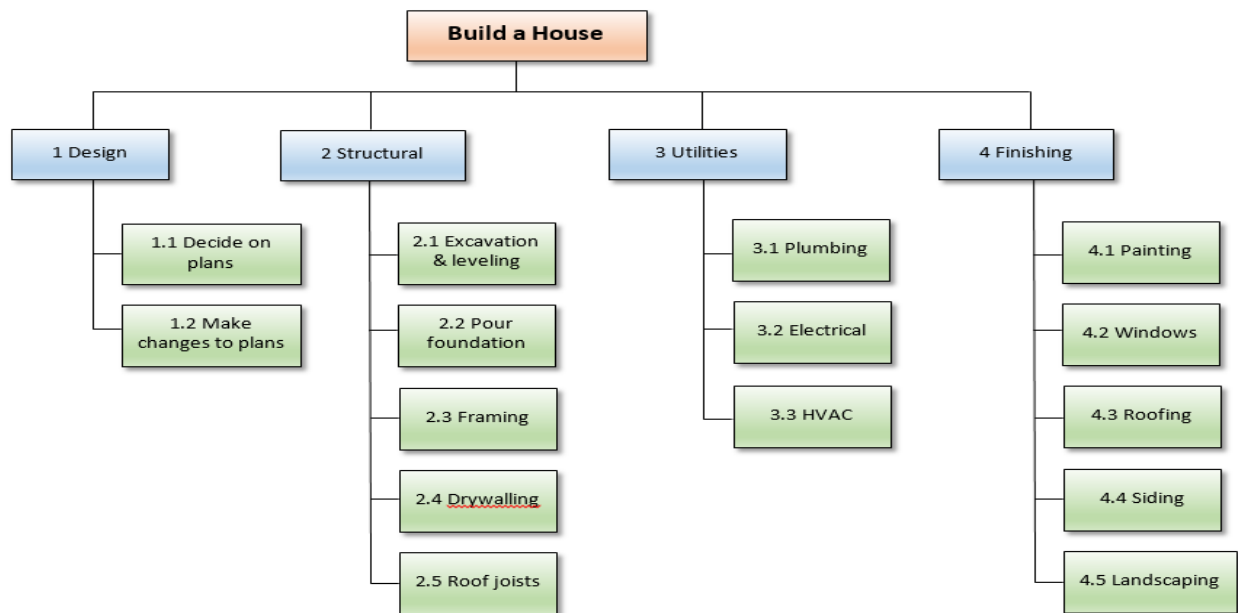 Build a House
1 Design
2 Structural
3 Utilities
4 Finishing
1.1 Decide on
plans
1.2 Make
changes to plans
2.1 Excavation
& leveling
2.2 Pour
foundation
2.3 Framing
2.4 Drywalling
2.5 Roof joists
3.1 Plumbing
3.2 Electrical
3.3 HVAC
4.1 Painting
4.2 Windows
4.3 Roofing
4.4 Siding
4.5 Landscaping